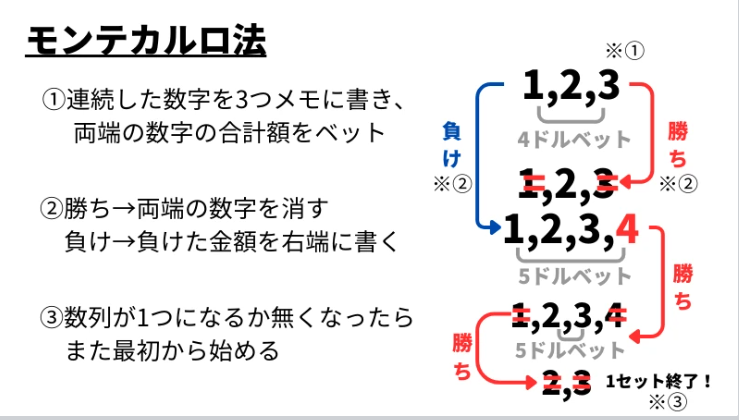 モンテカルロ法
①連続した数字を3つメモに書き、
両端の数字の合計額をベット
②勝ち→両端の数字を消す
負け→負けた金額を右端に書く
③数列が1つになるか無くなったら
また最初から始める
※①
1,2,3
4ドルベット
負け
※②
勝ち
※②
1,2,3
1,2,3,4
5ドルベット
勝ち
1,2,3,4
5ドルベット
勝ち
2,3
1セット終了！
※③